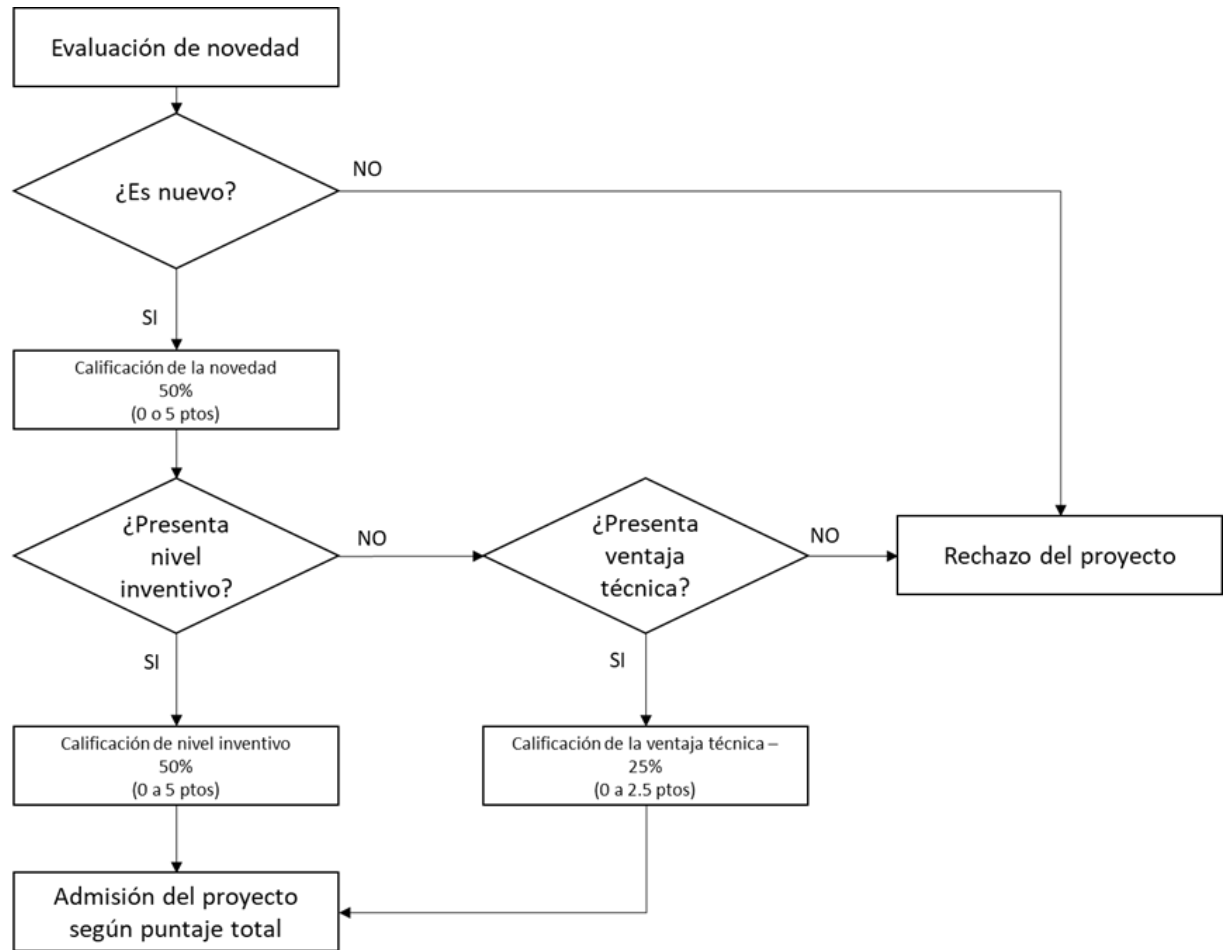 Evaluación de novedad
¿Es nuevo?
NO
SI
Calificación de la novedad
50%
(0 o 5 ptos)
¿Presenta
nivel
inventivo?
NO
¿Presenta
ventaja
técnica?
NO
Rechazo del proyecto
SI
SI
Calificación de nivel inventivo
50%
(0 a 5 ptos)
Calificación de la ventaja técnica –
25%
(0 a 2.5 ptos)
Admisión del proyecto
según puntaje total